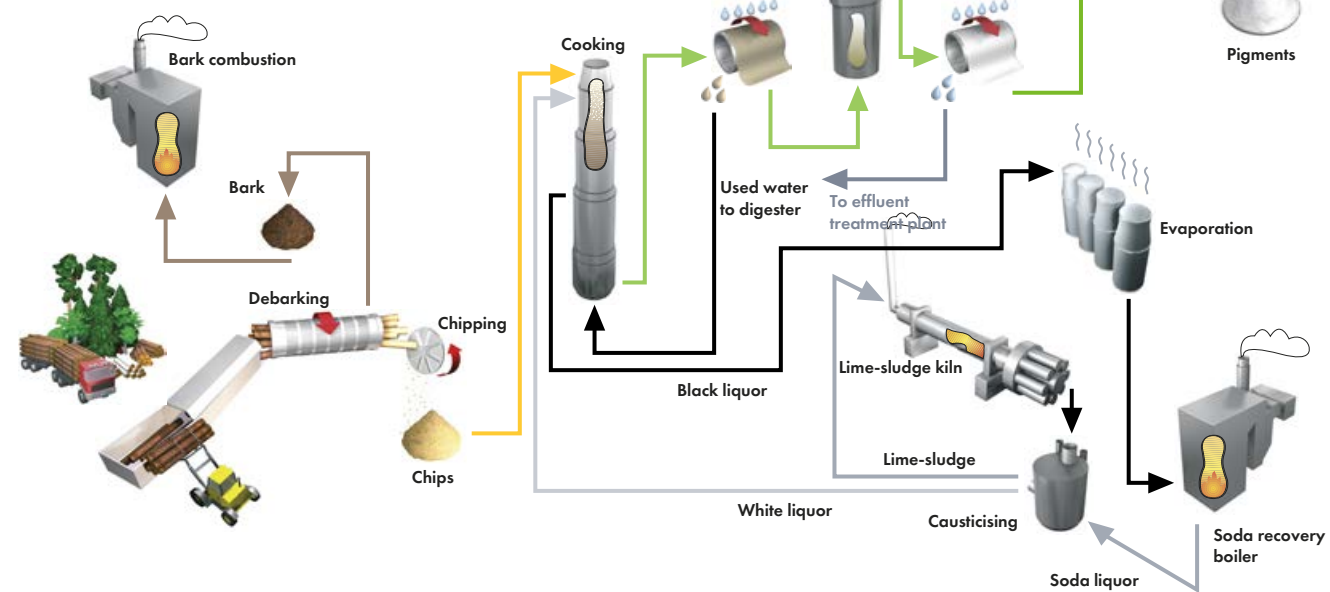 Cooking
Bark combustion
Pigments
Bark
Used water
to digester
To effluent
treatment plant
Evaporation
Debarking
Chipping
Lime-sludge kiln
Black liquor
Chips
Lime-sludge
White liquor
Causticising
Soda recovery
boiler
Soda liquor